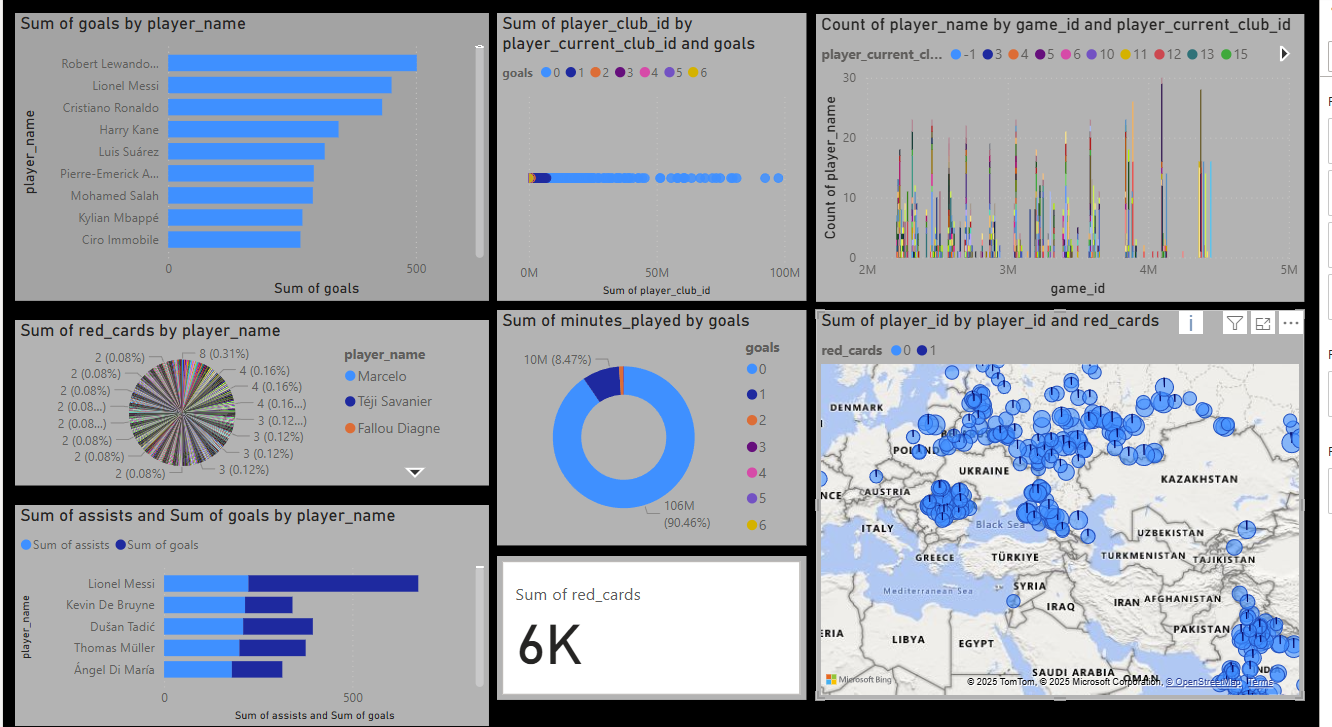 Sum of goals by player_name
player_name
Robert Lewando...
Lionel Messi
Cristiano Ronaldo
Harry Kane
Luis Suárez
Pierre-Emerick A...
Mohamed Salah
Kylian Mbappé
Ciro Immobile
0 500
Sum of goals
Sum of player_club_id by
player_current_club_id and goals
goals 0 1 2 3 4 5 6
0M 50M 100M
Sum of player_club_id
Count of player_name by game_id and player_current_club_id
player_current_cl... -1 3 4 5 6 10 11 12 13 15
Count of player_name
30
20
10
0
2M 3M 4M 5M
game_id
Sum of red_cards by player_name
8 (0.31%)
4 (0.16%)
4 (0.16%)
4 (0.16...)
3 (0.12...)
3 (0.12%)
3 (0.12%)
3 (0.12%)
2 (0.08%)
2 (0.08%)
2 (0.08%)
2 (0.08...)
2 (0.08...)
2 (0.08%)
2 (0.08%)
2 (0.08%)
player_name
Marcelo
Téji Savanier
Fallou Diagne
Sum of minutes_played by goals
10M (8.47%)
106M
(90.46%)
goals
0
1
2
3
4
5
6
Sum of player_id by player_id and red_cards
red_cards 0 1
DENMARK
UKRAINE
KAZAKHSTAN
AUSTRIA
ITALY
Black Sea
UZBEKISTAN
GREECE
TÜRKIYE
TURKMENISTAN
TAJIKISTAN
SYRIA
Mediterranean Sea
IRAQ
IRAN
AFGHANISTAN
PAKISTAN
LIBYA
EGYPT
SAUDI ARABIA
OMAN
Microsoft Bing
© 2025 TomTom, © 2025 Microsoft Corporation, © OpenStreetMap Terms
Sum of assists and Sum of goals by player_name
Sum of assists Sum of goals
player_name
Lionel Messi
Kevin De Bruyne
Dušan Tadić
Thomas Müller
Ángel Di María
0 500
Sum of assists and Sum of goals
Sum of red_cards
6K